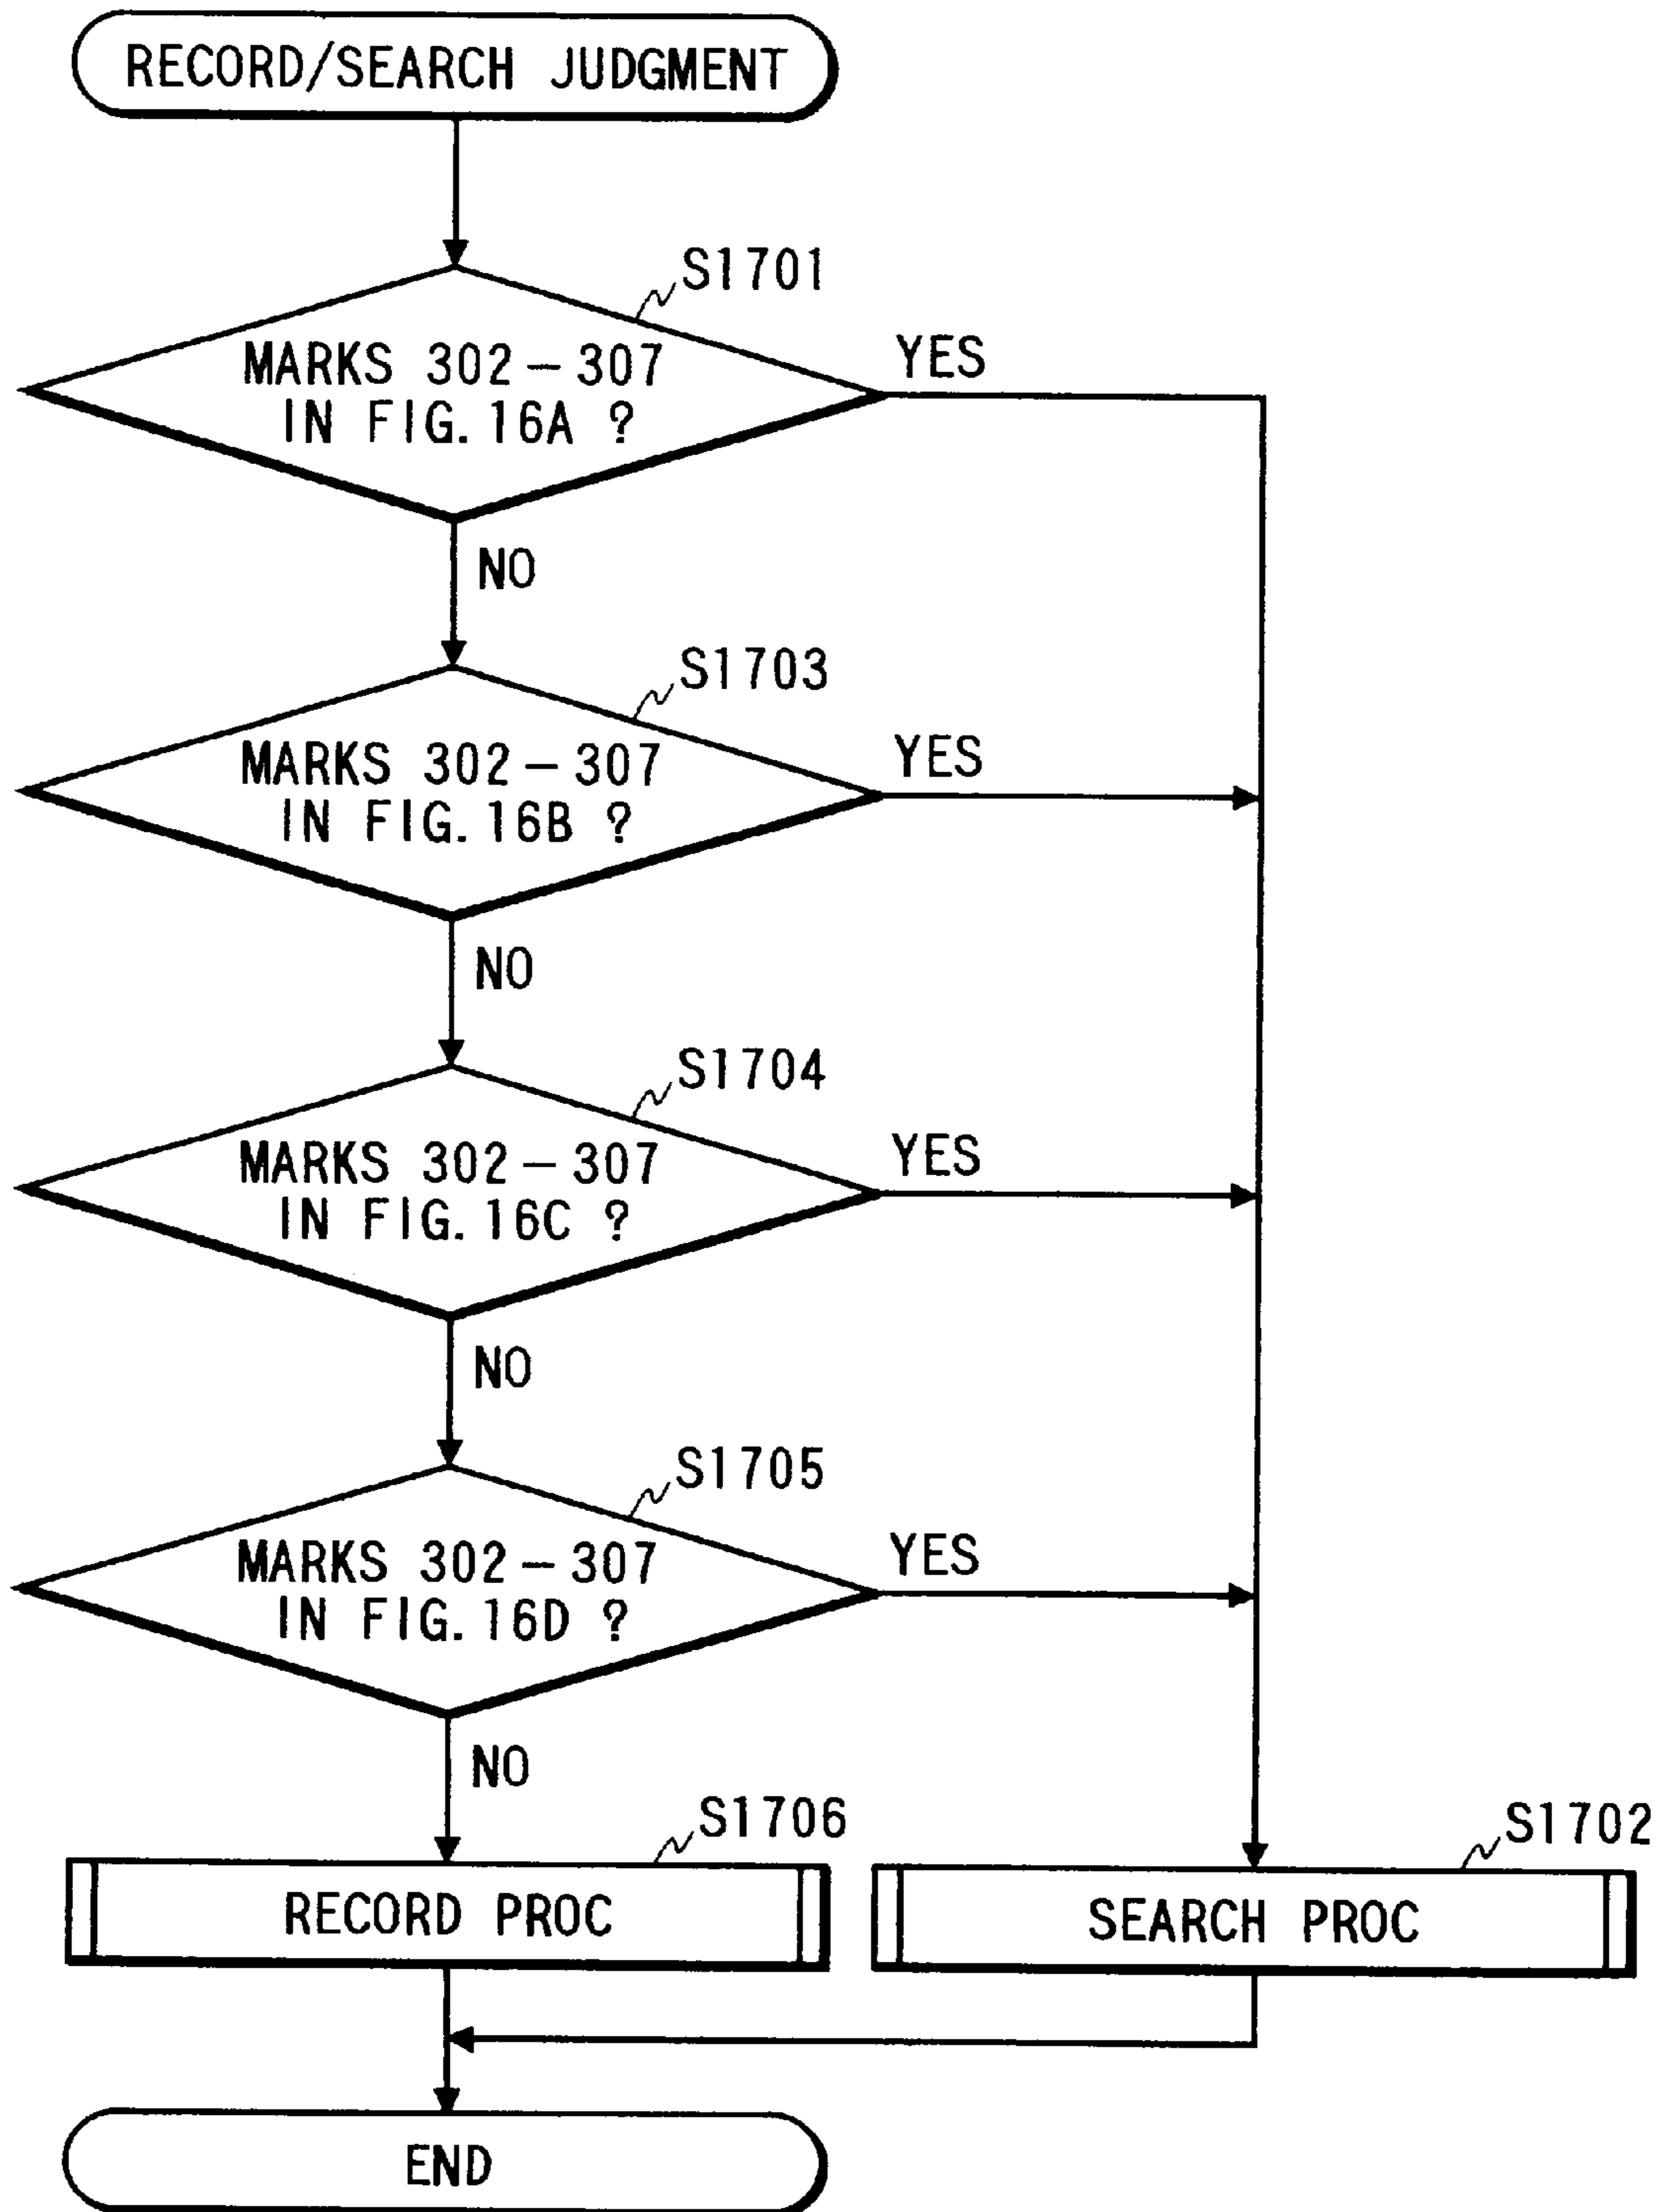 RECORD/SEARCH JUDGMENT
S1701
MARKS 302-307
IN FIG. 16A ?
YES
NO
S1703
MARKS 302-307
IN FIG. 16B ?
YES
NO
S1704
MARKS 302-307
IN FIG. 16C ?
YES
NO
S1705
MARKS 302-307
IN FIG. 16D ?
YES
NO
S1706
RECORD PROC
S1702
SEARCH PROC
END